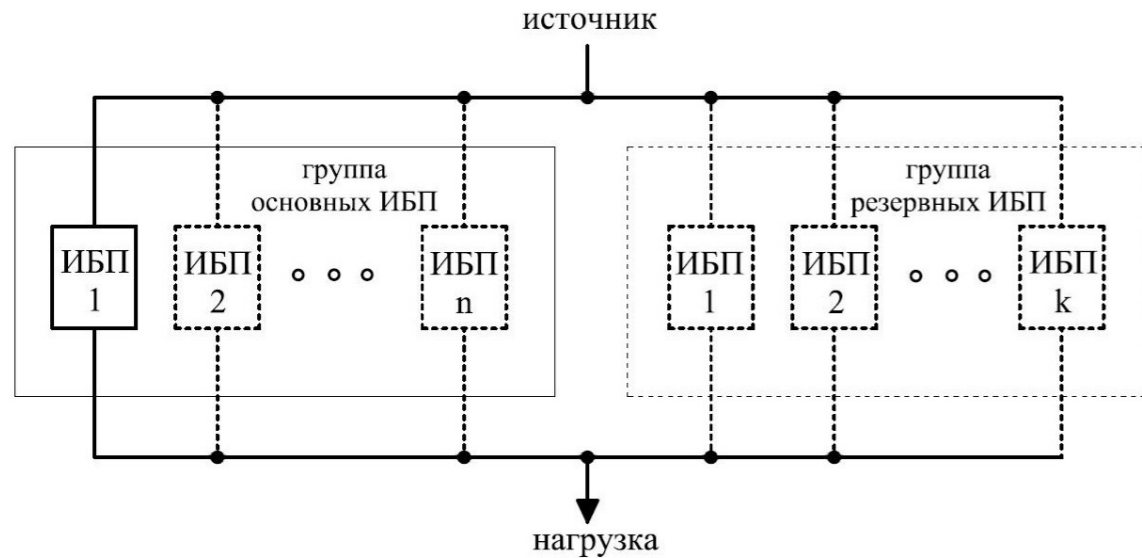 источник
группа
основных ИБП
группа
резервных ИБП
ИБП
1
ИБП
2
ИБП
n
ИБП
1
ИБП
2
ИБП
k
нагрузка